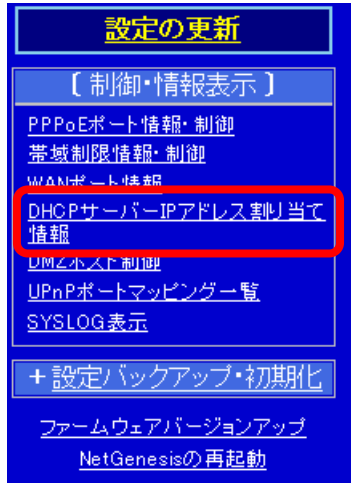 設定の更新
〔制御・情報表示〕
PPPoEポート情報・制御
帯域制限情報・制御
WANポート情報
DHCPサーバーIPアドレス割り当て
情報
DMZホスト制御
UPnPポートマッピング一覧
SYSLOG表示
+設定バックアップ・初期化
ファームウェアバージョンアップ
NetGenesisの再起動